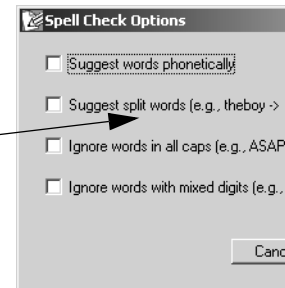 Spell Check Options
Suggest words phonetically
Suggest split words (e.g., theboy ->
Ignore words in all caps (e.g., ASAP
Ignore words with mixed digits (e.g.,
Canc